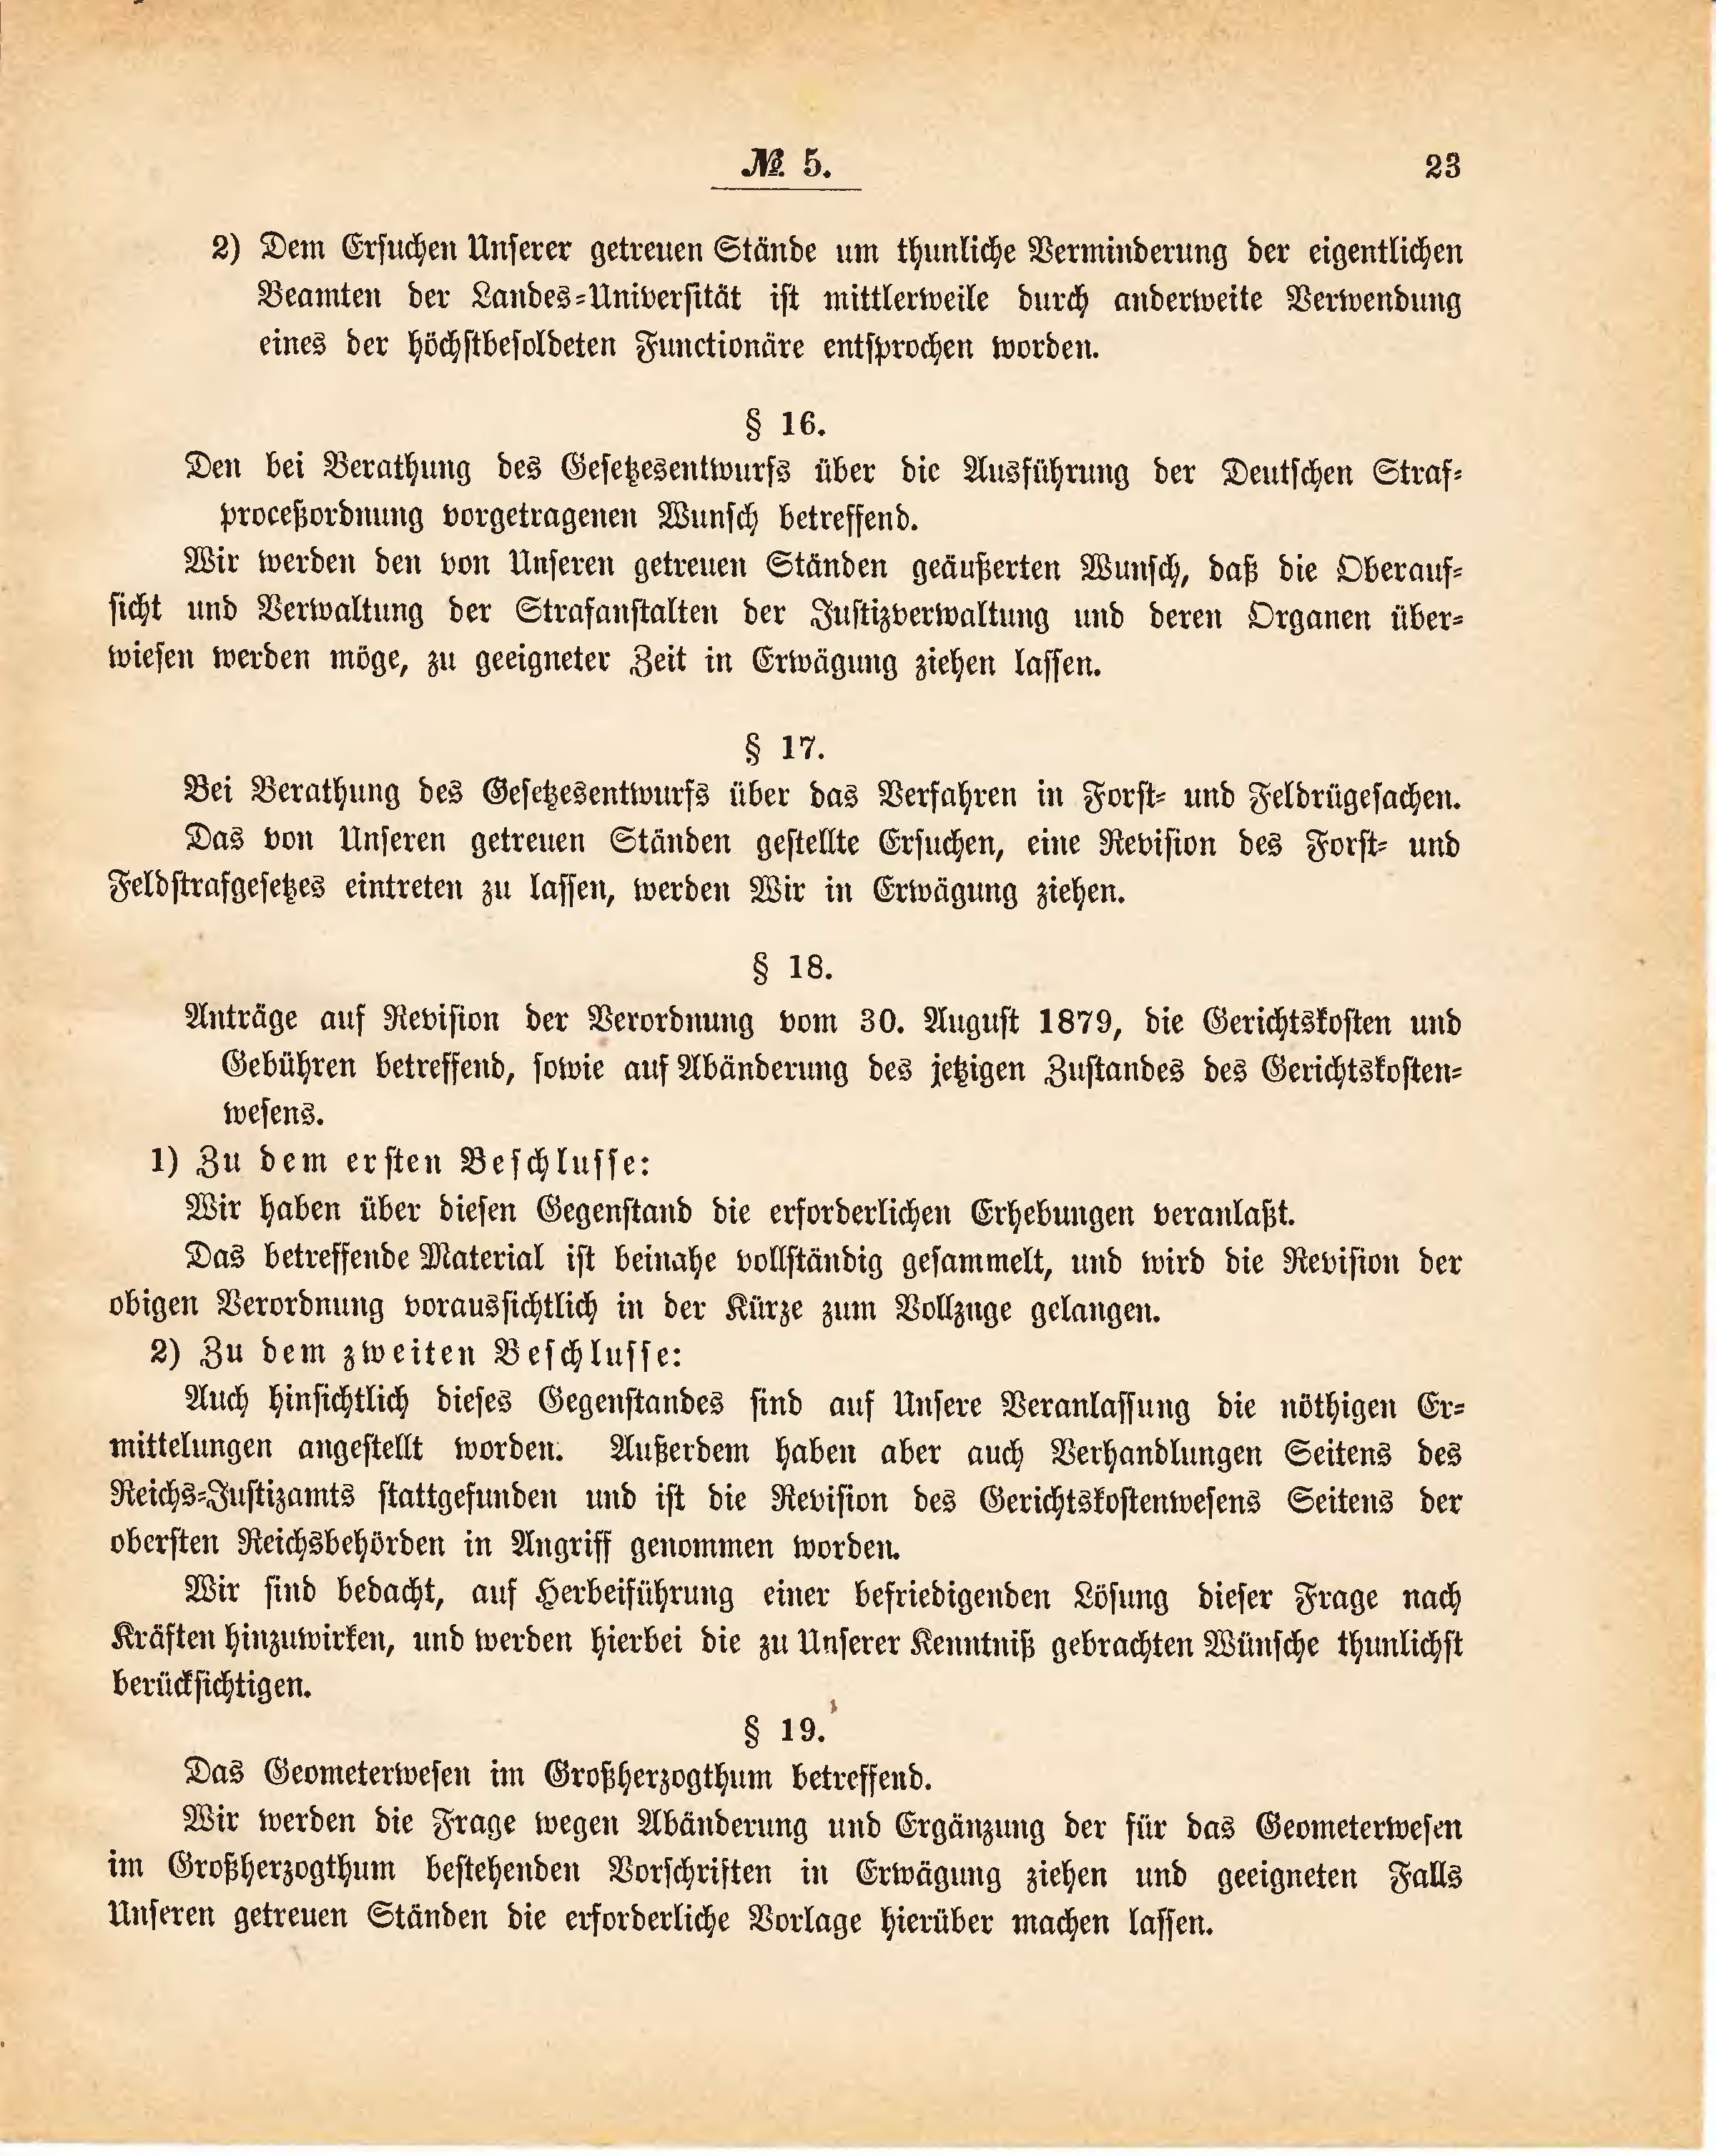 № 5.
23
2) Dem Ersuchen Unserer getreuen Stände um thunliche Verminderung der eigentlichen
Beamten der Landes=Universität ist mittlerweile durch anderweite Verwendung
eines der höchstbesoldeten Functionäre entsprochen worden.
§ 16.
Den bei Berathung des Gesetzesentwurfs über die Ausführung der Deutschen Straf=
proceßordnung vorgetragenen Wunsch betreffend.
Wir werden den von Unseren getreuen Ständen geäußerten Wunsch, daß die Oberauf=
sicht und Verwaltung der Strafanstalten der Justizverwaltung und deren Organen über=
wiesen werden möge, zu geeigneter Zeit in Erwägung ziehen lassen.
§ 17.
Bei Berathung des Gesetzesentwurfs über das Verfahren in Forst= und Feldrügesachen.
Das von Unseren getreuen Ständen gestellte Ersuchen, eine Revision des Forst= und
Feldstrafgesetzes eintreten zu lassen, werden Wir in Erwägung ziehen.
§ 18.
Anträge auf Revision der Verordnung vom 30. August 1879, die Gerichtskosten und
Gebühren betreffend, sowie auf Abänderung des jetzigen Zustandes des Gerichtskosten=
wesens.
1) Zu dem ersten Beschlusse:
Wir haben über diesen Gegenstand die erforderlichen Erhebungen veranlaßt.
Das betreffende Material ist beinahe vollständig gesammelt, und wird die Revision der
obigen Verordnung voraussichtlich in der Kürze zum Vollzuge gelangen.
2) Zu dem zweiten Beschlusse:
Auch hinsichtlich dieses Gegenstandes sind auf Unsere Veranlassung die nöthigen Er=
mittelungen angestellt worden. Außerdem haben aber auch Verhandlungen Seitens des
Reichs=Justizamts stattgefunden und ist die Revision des Gerichtskostenwesens Seitens der
obersten Reichsbehörden in Angriff genommen worden.
Wir sind bedacht, auf Herbeiführung einer befriedigenden Lösung dieser Frage nach
Kräften hinzuwirken, und werden hierbei die zu Unserer Kenntniß gebrachten Wünsche thunlichst
berücksichtigen.
§ 19.
Das Geometerwesen im Großherzogthum betreffend.
Wir werden die Frage wegen Abänderung und Ergänzung der für das Geometerwesen
im Großherzogthum bestehenden Vorschriften in Erwägung ziehen und geeigneten Falls
Unseren getreuen Ständen die erforderliche Vorlage hierüber machen lassen.